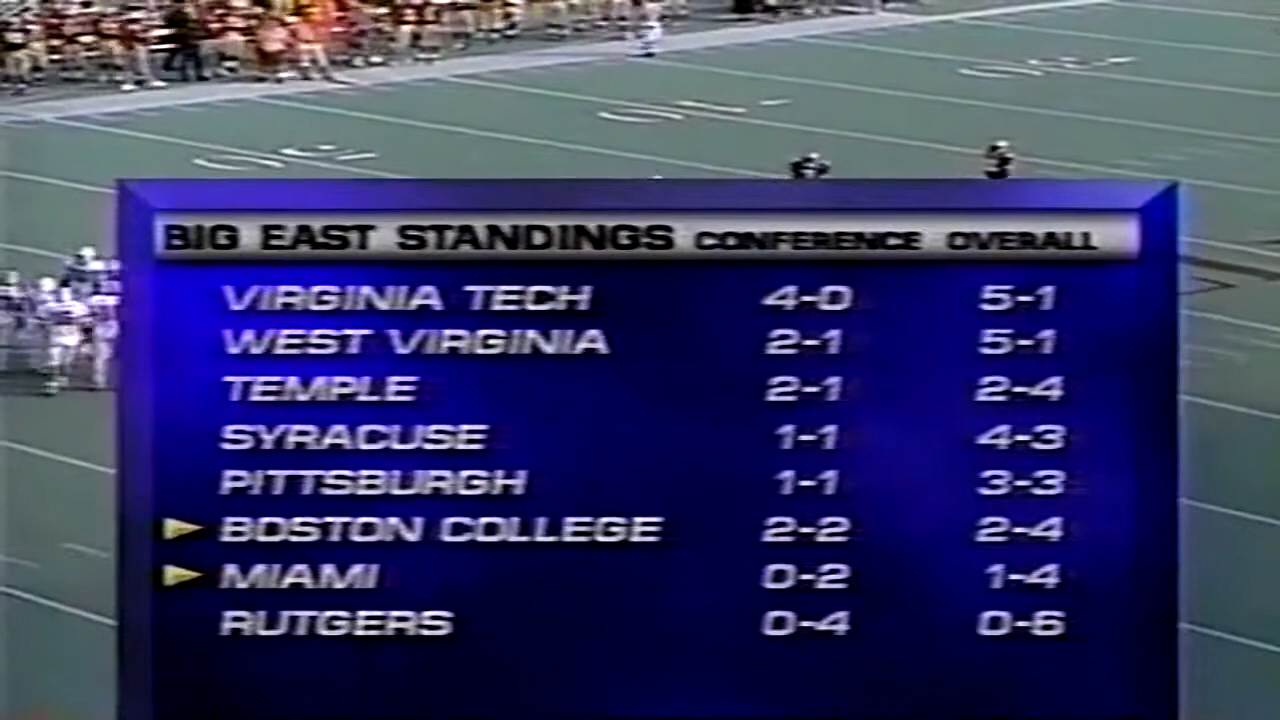 BIG EAST STANDINGS CONFERENCE OVERALL
VIRGINIA TECH 4-0 5-1
WEST VIRGINIA 2-1 5-1
TEMPLE 2-1 2-4
SYRACUSE 1-1 4-3
PITTSBURGH 1-1 3-3
BOSTON COLLEGE 2-2 2-4
MIAMI 0-2 1-4
RUTGERS 0-4 0-6